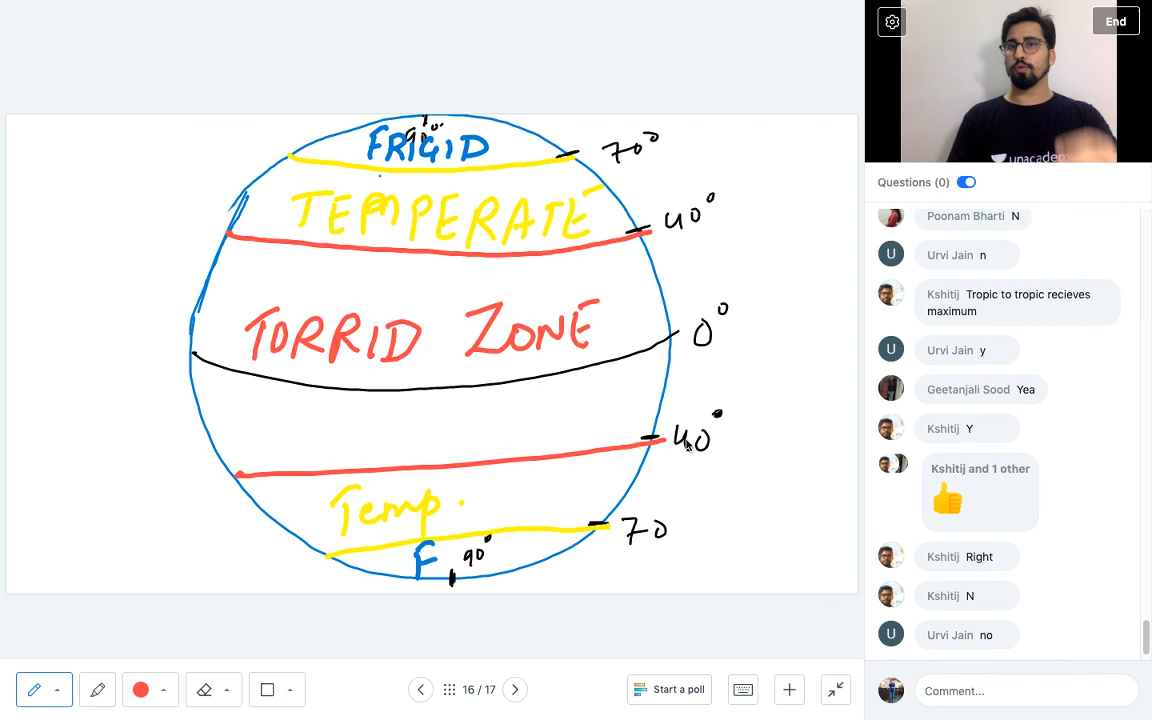 End
unacadem
Questions (0)
Poonam Bharti N
Urvi Jain n
Kshitij Tropic to tropic recieves
maximum
Urvi Jain y
Geetanjali Sood Yea
Kshitij Y
Kshitij and 1 other
Kshitij Right
Kshitij N
U
Urvi Jain no
U
U
Comment...
90°
FRIGID
70°
TEMPERATE
40°
TORRID ZONE
0°
40°
Temp.
70
F
90°
16 / 17
Start a poll